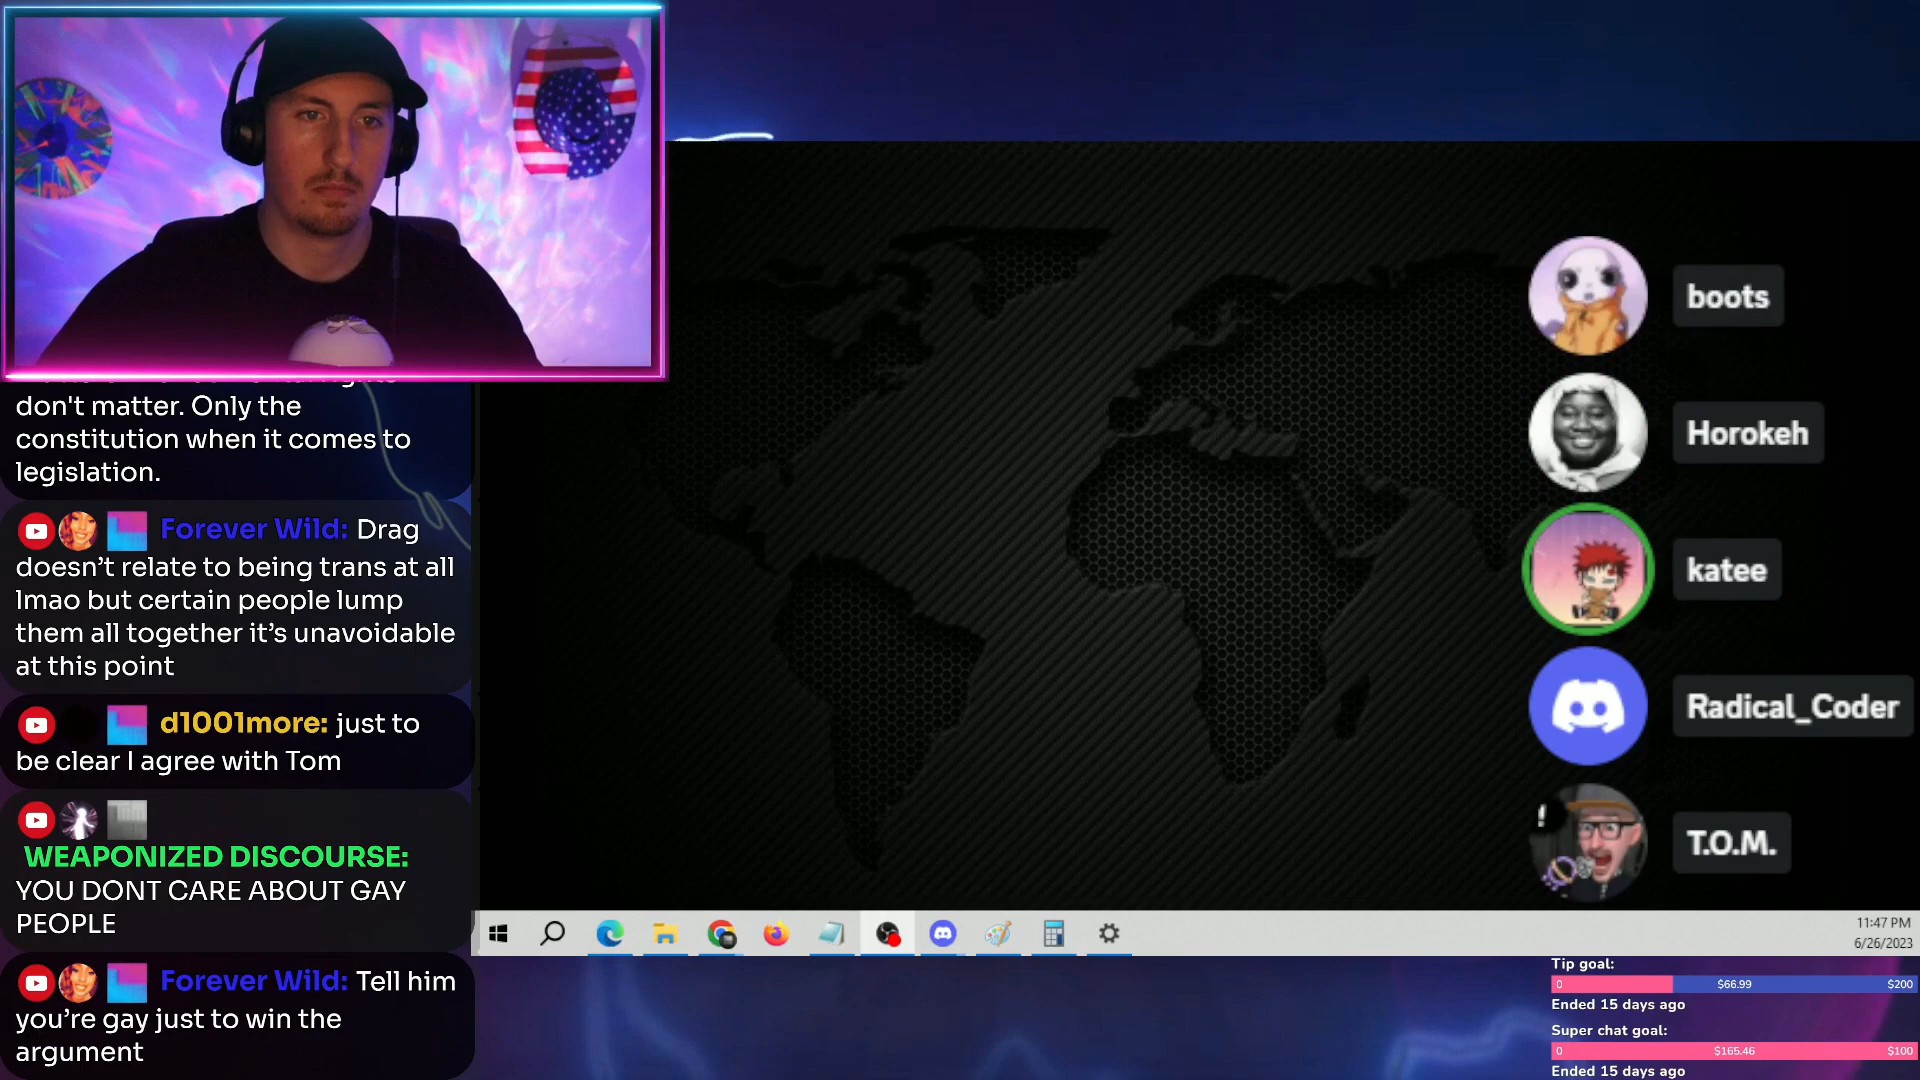 don't matter. Only the
constitution when it comes to
legislation.
Forever Wild: Drag
doesn’t relate to being trans at all
lmao but certain people lump
them all together it’s unavoidable
at this point
d1001more: just to
be clear I agree with Tom
WEAPONIZED DISCOURSE:
YOU DONT CARE ABOUT GAY
PEOPLE
Forever Wild: Tell him
you’re gay just to win the
argument
boots
Horokeh
katee
Radical_Coder
!
T.O.M.
11:47 PM
6/26/2023
Tip goal:
0 $66.99 $200
Ended 15 days ago
Super chat goal:
0 $165.46 $100
Ended 15 days ago